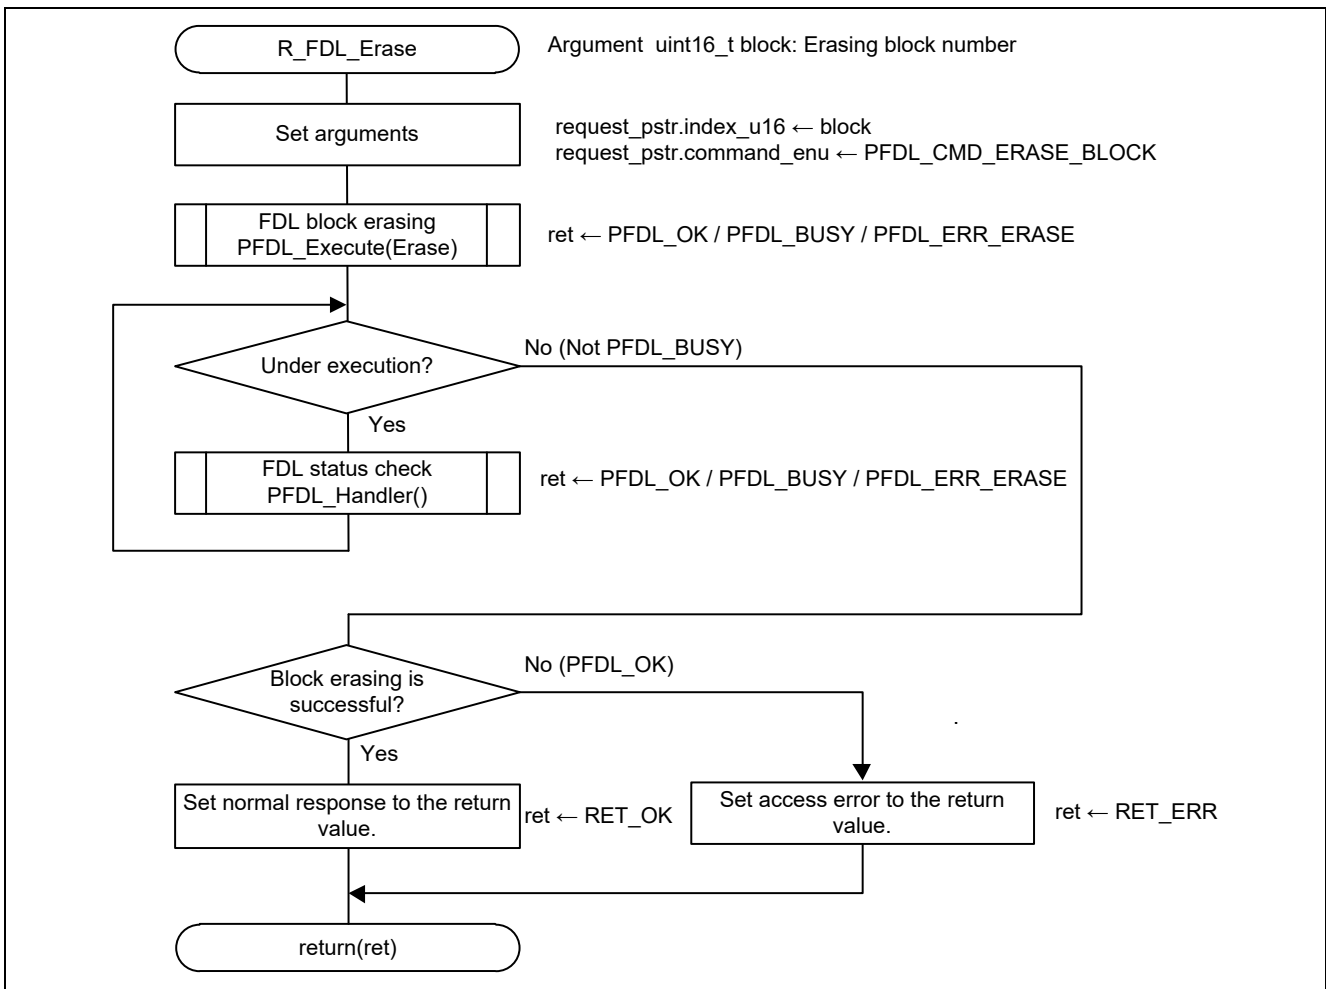 R_FDL_Erase
Argument uint16_t block: Erasing block number
Set arguments
request_pstr.index_u16 ← block
request_pstr.command_enu ← PFDL_CMD_ERASE_BLOCK
FDL block erasing
PFDL_Execute(Erase)
ret ← PFDL_OK / PFDL_BUSY / PFDL_ERR_ERASE
No (Not PFDL_BUSY)
Under execution?
Yes
FDL status check
PFDL_Handler()
ret ← PFDL_OK / PFDL_BUSY / PFDL_ERR_ERASE
No (PFDL_OK)
Block erasing is
successful?
.
Yes
Set normal response to the return
value.
ret ← RET_OK
Set access error to the return
value.
ret ← RET_ERR
return(ret)